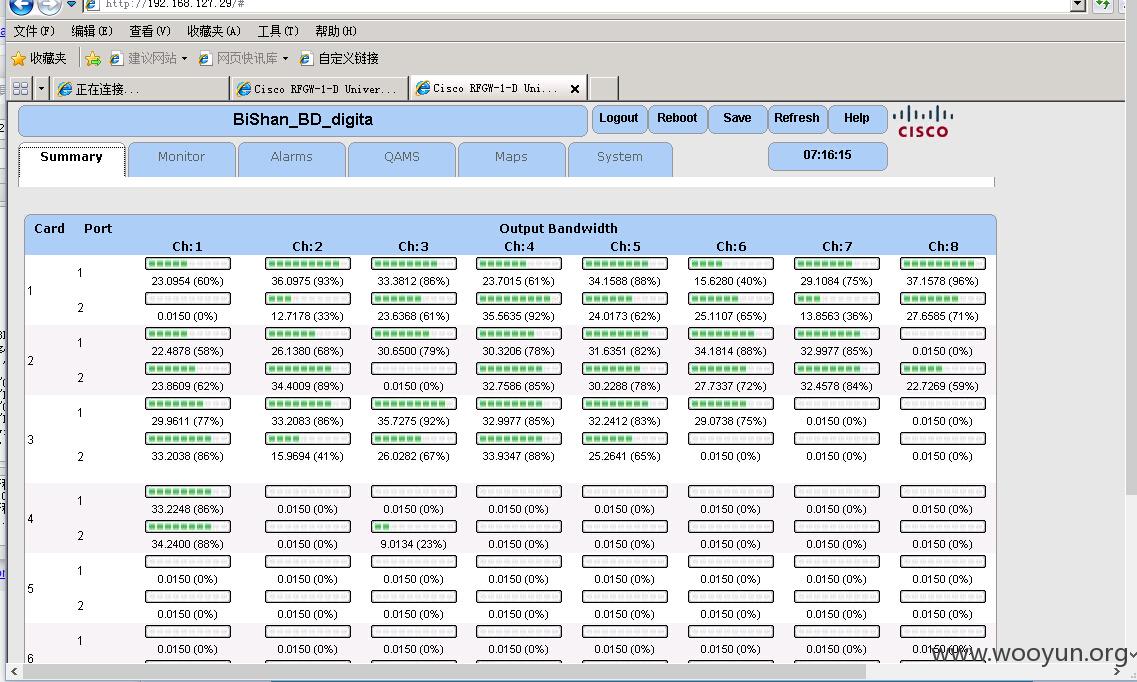 http://192.168.127.29/#
文件(F) 编辑(E) 查看(V) 收藏夹(A) 工具(T) 帮助(H)
收藏夹 建议网站 网页快讯库 自定义链接
正在连接... Cisco RFGW-1-D Univer... Cisco RFGW-1-D Uni...
BiShan_BD_digita Logout Reboot Save Refresh Help
CISCO
Summary Monitor Alarms QAMS Maps System 07:16:15
Card Port Output Bandwidth
Ch:1 Ch:2 Ch:3 Ch:4 Ch:5 Ch:6 Ch:7 Ch:8
1
1
23.0954 (60%) 36.0975 (93%) 33.3812 (86%) 23.7015 (61%) 34.1588 (88%) 15.6280 (40%) 29.1084 (75%) 37.1578 (96%)
2
0.0150 (0%) 12.7178 (33%) 23.6368 (61%) 35.5635 (92%) 24.0173 (62%) 25.1107 (65%) 13.8563 (36%) 27.6585 (71%)
2
1
22.4878 (58%) 26.1380 (68%) 30.6500 (79%) 30.3206 (78%) 31.6351 (82%) 34.1814 (88%) 32.9977 (85%) 0.0150 (0%)
2
23.8609 (62%) 34.4009 (89%) 0.0150 (0%) 32.7586 (85%) 30.2288 (78%) 27.7337 (72%) 32.4578 (84%) 22.7269 (59%)
3
1
29.9611 (77%) 33.2083 (86%) 35.7275 (92%) 32.9977 (85%) 32.2412 (83%) 29.0738 (75%) 0.0150 (0%) 0.0150 (0%)
2
33.2038 (86%) 15.9694 (41%) 26.0282 (67%) 33.9347 (88%) 25.2641 (65%) 0.0150 (0%) 0.0150 (0%) 0.0150 (0%)
4
1
33.2248 (86%) 0.0150 (0%) 0.0150 (0%) 0.0150 (0%) 0.0150 (0%) 0.0150 (0%) 0.0150 (0%) 0.0150 (0%)
2
34.2400 (88%) 0.0150 (0%) 9.0134 (23%) 0.0150 (0%) 0.0150 (0%) 0.0150 (0%) 0.0150 (0%) 0.0150 (0%)
5
1
0.0150 (0%) 0.0150 (0%) 0.0150 (0%) 0.0150 (0%) 0.0150 (0%) 0.0150 (0%) 0.0150 (0%) 0.0150 (0%)
2
0.0150 (0%) 0.0150 (0%) 0.0150 (0%) 0.0150 (0%) 0.0150 (0%) 0.0150 (0%) 0.0150 (0%) 0.0150 (0%)
6
1
0.0150 (0%) 0.0150 (0%) 0.0150 (0%) 0.0150 (0%) 0.0150 (0%) 0.0150 (0%) 0.0150 (0%) 0.0150 (0%)
www.wooyun.org